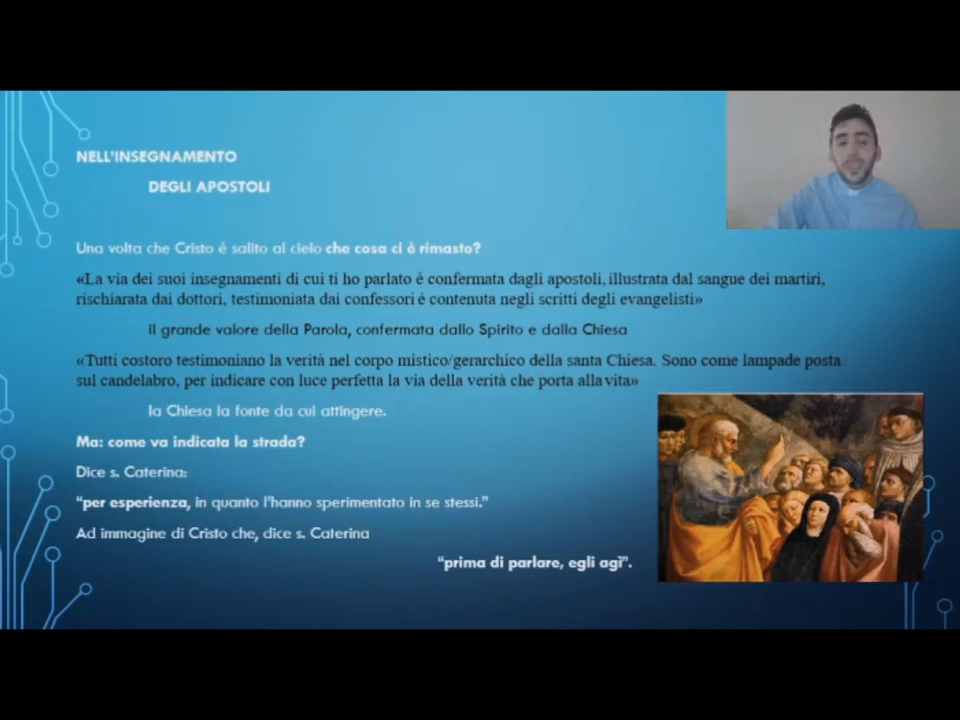 NELL'INSEGNAMENTO
DEGLI APOSTOLI
Una volta che Cristo è salito al cielo che cosa ci è rimasto?
«La via dei suoi insegnamenti di cui ti ho parlato è confermata dagli apostoli, illustrata dal sangue dei martiri,
rischiarata dai dottori, testimoniata dai confessori è contenuta negli scritti degli evangelisti»
il grande valore della Parola, confermata dallo Spirito e dalla Chiesa
«Tutti costoro testimoniano la verità nel corpo mistico/gerarchico della santa Chiesa. Sono come lampade posta
sul candelabro, per indicare con luce perfetta la via della verità che porta alla vita»
la Chiesa la fonte da cui attingere.
Ma: come va indicata la strada?
Dice s. Caterina:
"per esperienza, in quanto l'hanno sperimentato in se stessi."
Ad immagine di Cristo che, dice s. Caterina
"prima di parlare, egli agì".